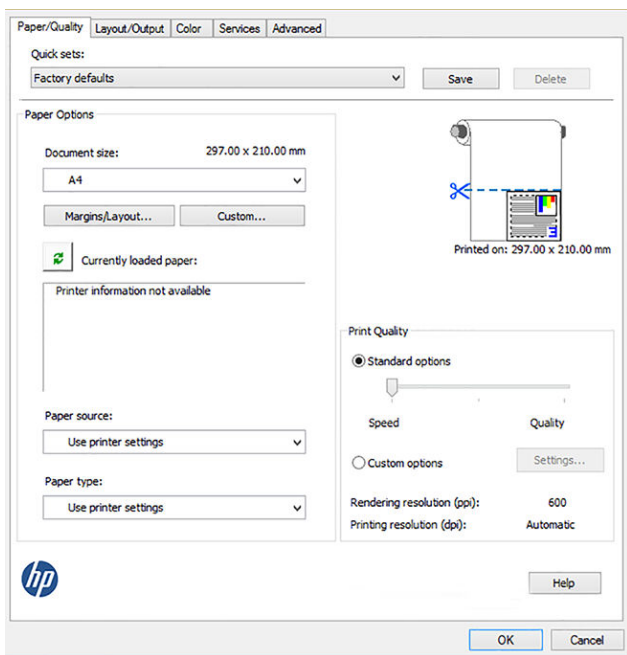 Paper/Quality Layout/Output Color Services Advanced
Quick sets:
Factory defaults Save Delete
Paper Options
Document size: 297.00 x 210.00 mm
A4
Margins/Layout... Custom...
Printed on: 297.00 x 210.00 mm
Currently loaded paper:
Printer information not available
Print Quality
Standard options
Speed Quality
Paper source:
Use printer settings
Custom options Settings...
Paper type:
Use printer settings
Rendering resolution (ppi): 600
Printing resolution (dpi): Automatic
hp
Help
OK Cancel